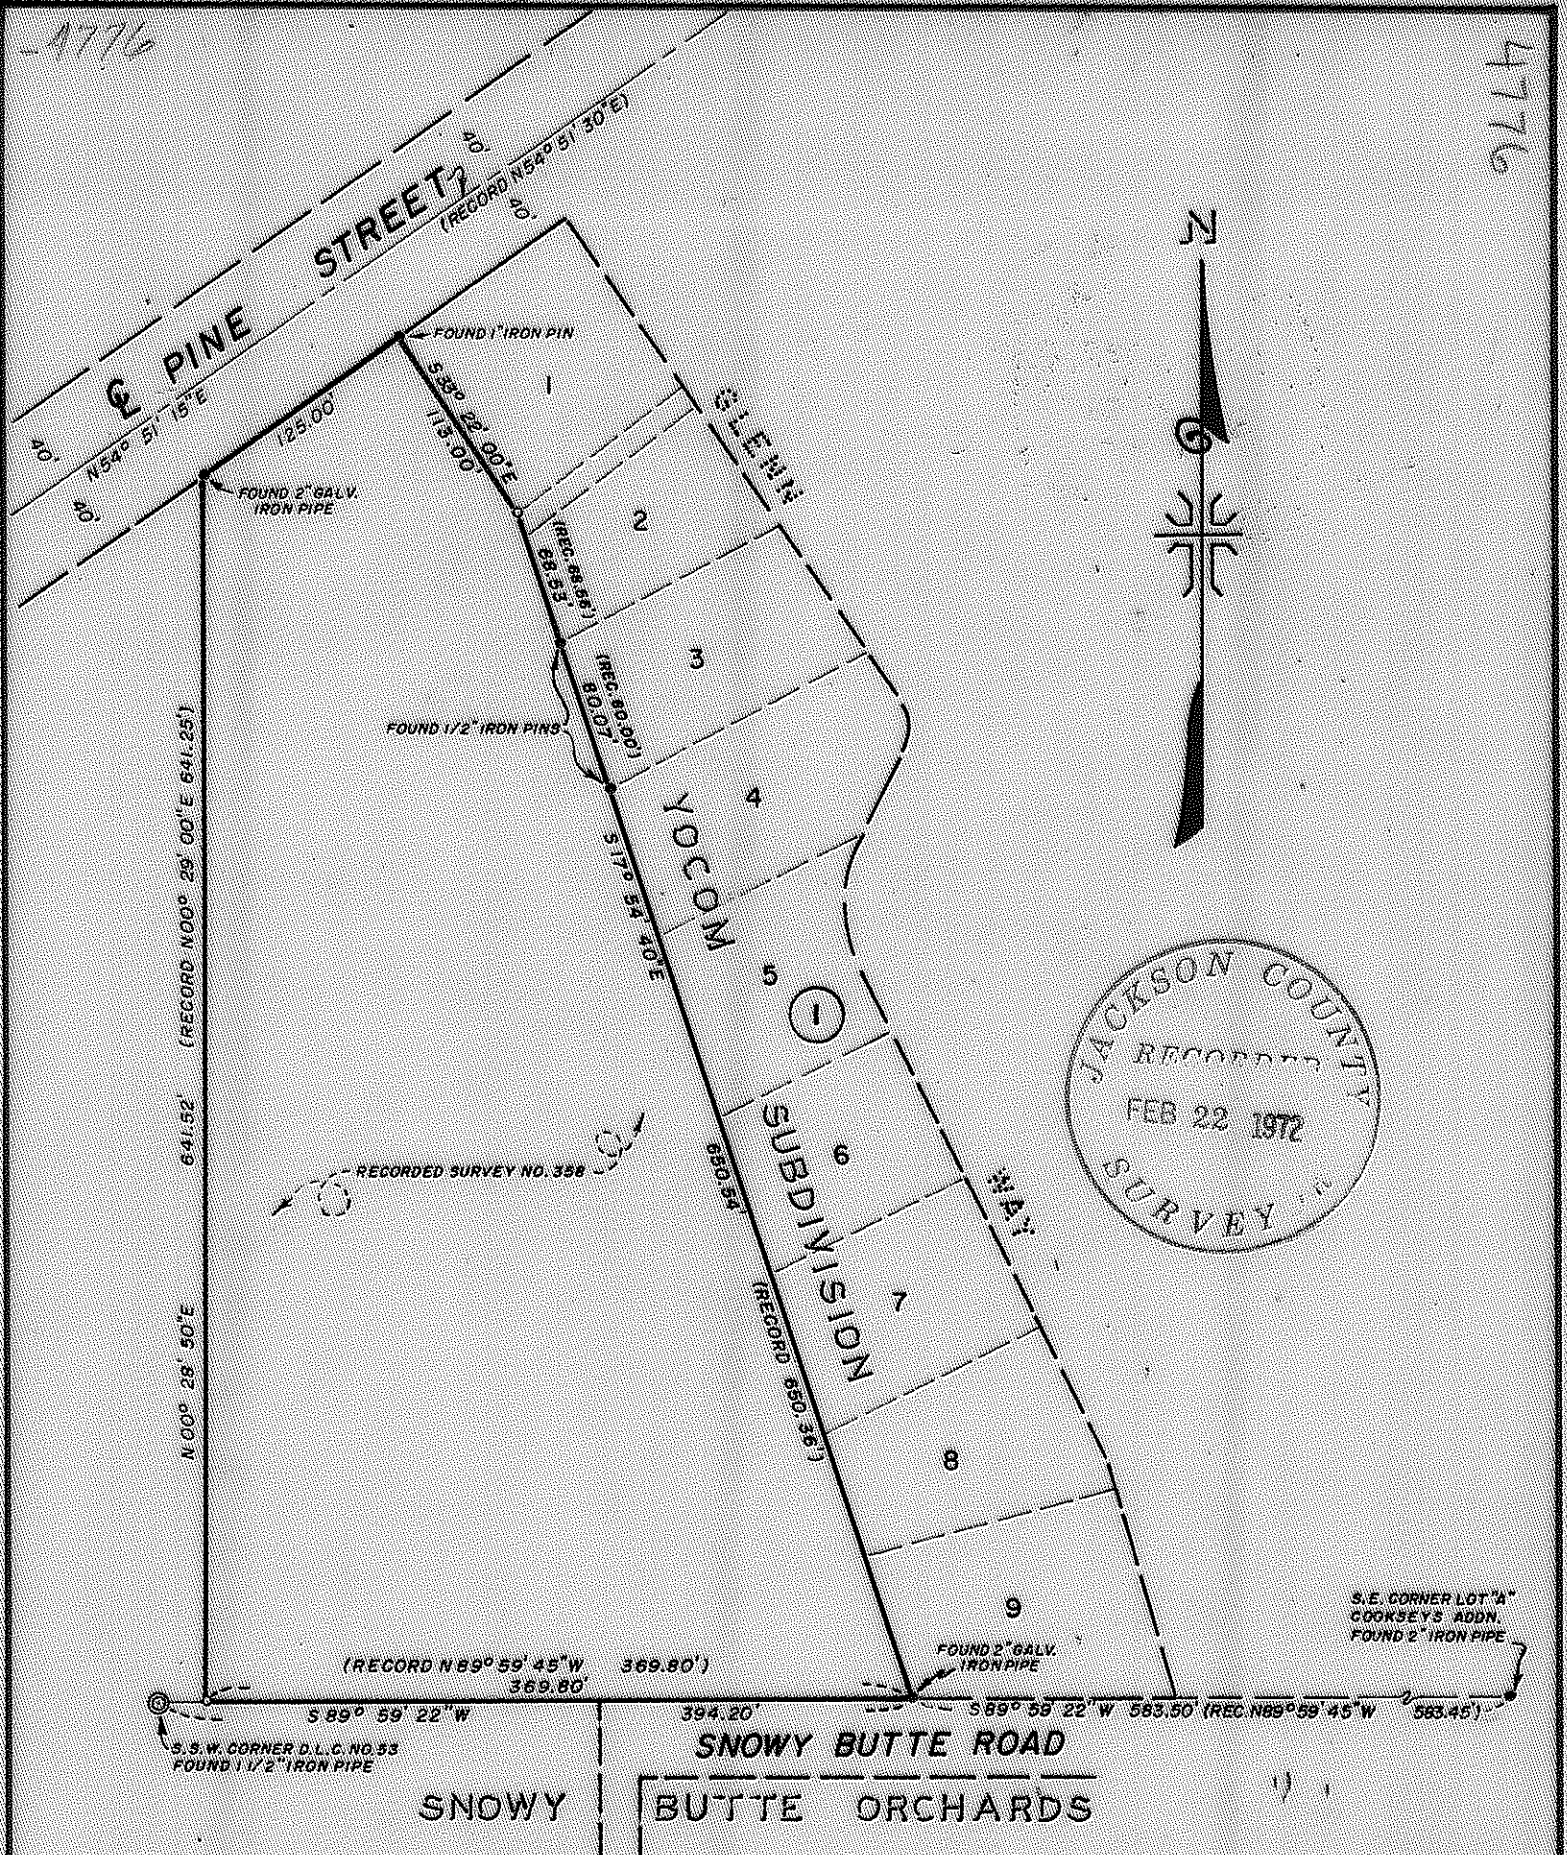 4776
4776
40'
(RECORD N54° 51' 30"E)
40'
℄ PINE STREET
N
FOUND 1" IRON PIN
40'
N54° 51' 15"E
125.00'
S33° 22' 00"E
113.00'
1
GLENN
40'
FOUND 2" GALV.
IRON PIPE
(REC. 68.56')
68.53'
2
3
(REC. 80.00')
80.07'
FOUND 1/2" IRON PINS
(RECORD N00° 29' 00"E 641.25')
4
S 17° 54' 40"E
YOCOM
5
1
JACKSON COUNTY
RECORDED
FEB 22 1972
SURVEY
641.52'
SUBDIVISION
650.54'
6
RECORDED SURVEY NO. 358
WAY
7
(RECORD 650.36')
N 00° 28' 50"E
8
9
S.E. CORNER LOT "A"
COOKSEYS ADDN.
FOUND 2" IRON PIPE
FOUND 2" GALV.
IRON PIPE
(RECORD N 89° 59' 45"W 369.80')
369.80'
S 89° 59' 22"W
394.20'
S 89° 59' 22"W 583.50' (REC. N89° 59' 45"W 583.45')
S.S.W. CORNER D.L.C. NO. 53
FOUND 1 1/2" IRON PIPE
SNOWY BUTTE ROAD
SNOWY BUTTE ORCHARDS